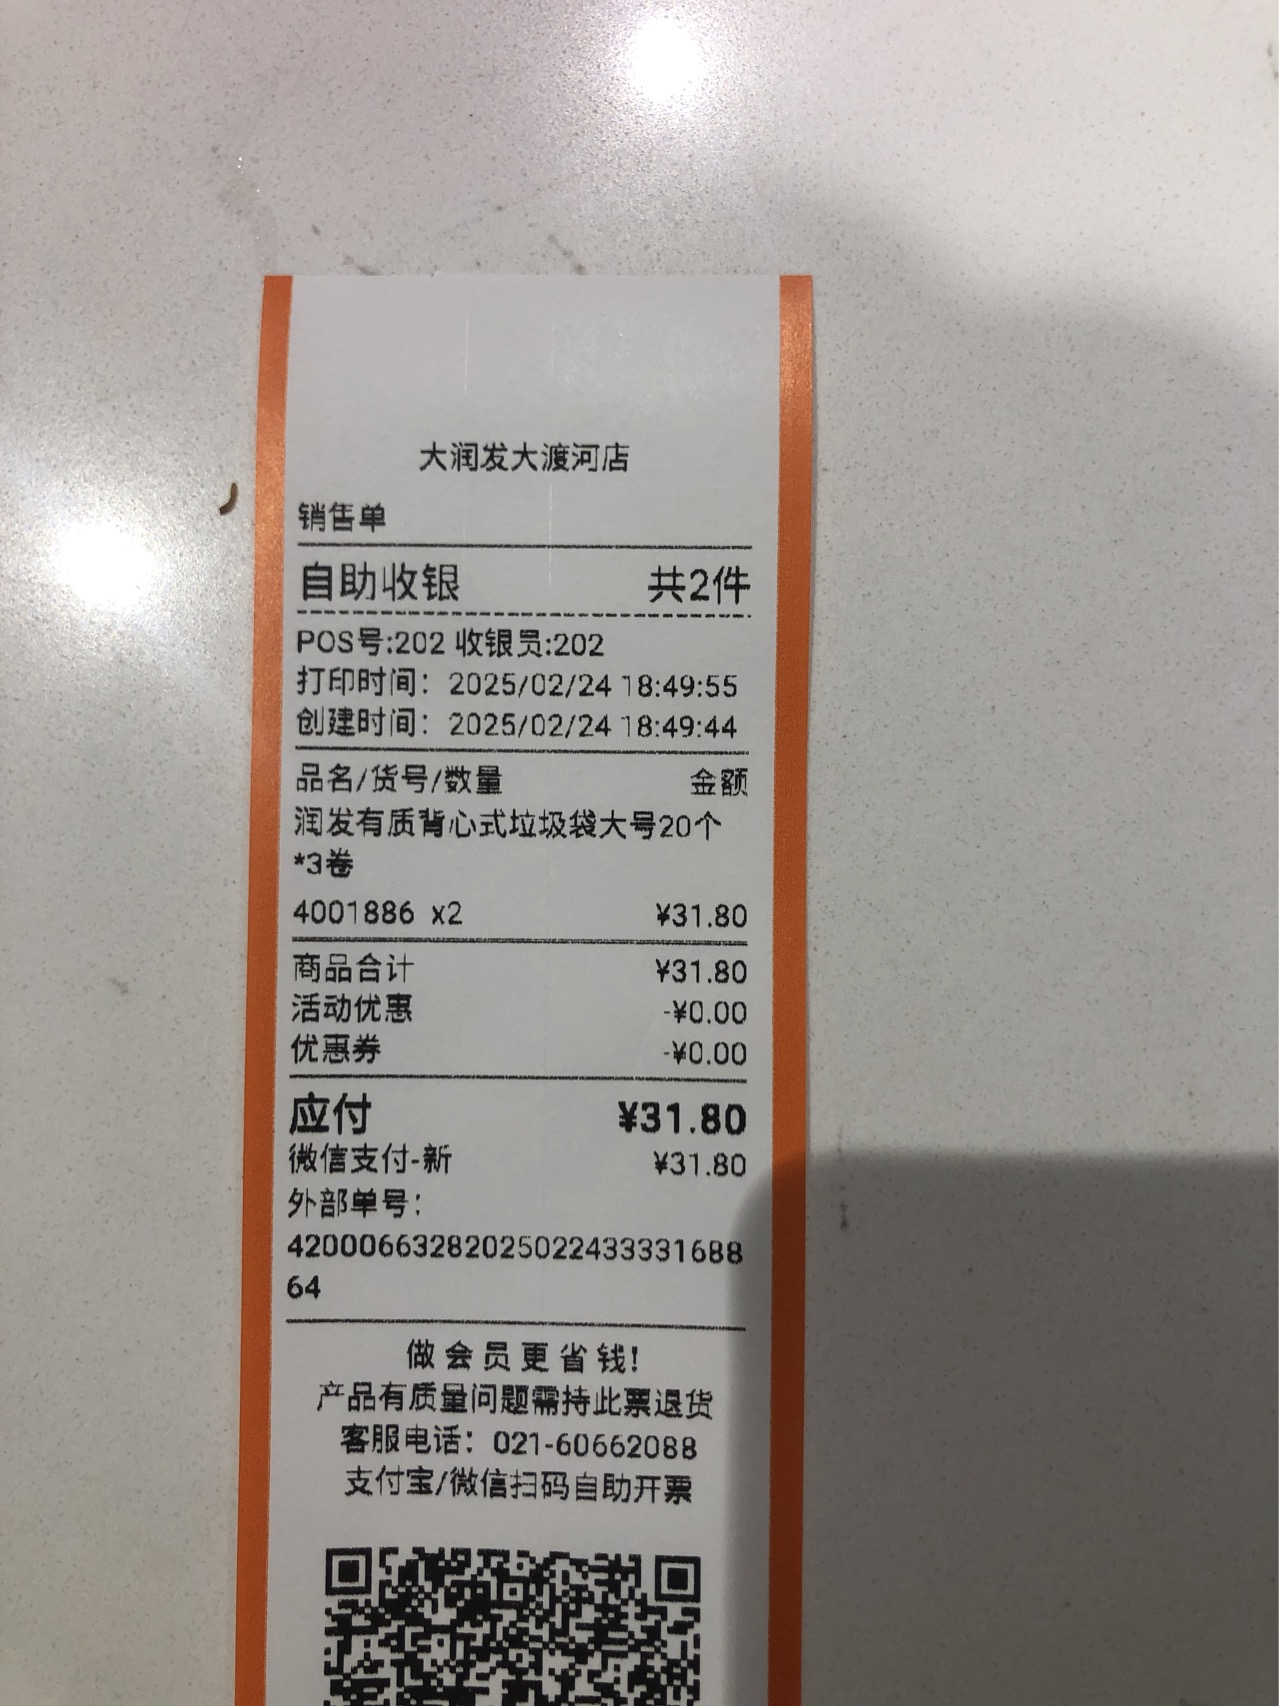 大润发大渡河店
销售单
自助收银 共2件
POS号:202 收银员:202
打印时间：2025/02/24 18:49:55
创建时间：2025/02/24 18:49:44
品名/货号/数量 金额
润发有质背心式垃圾袋大号20个
*3卷
4001886 x2 ¥31.80
商品合计 ¥31.80
活动优惠 -¥0.00
优惠券 -¥0.00
应付 ¥31.80
微信支付-新 ¥31.80
外部单号：
42000663282025022433331688
64
做会员更省钱!
产品有质量问题需持此票退货
客服电话：021-60662088
支付宝/微信扫码自助开票